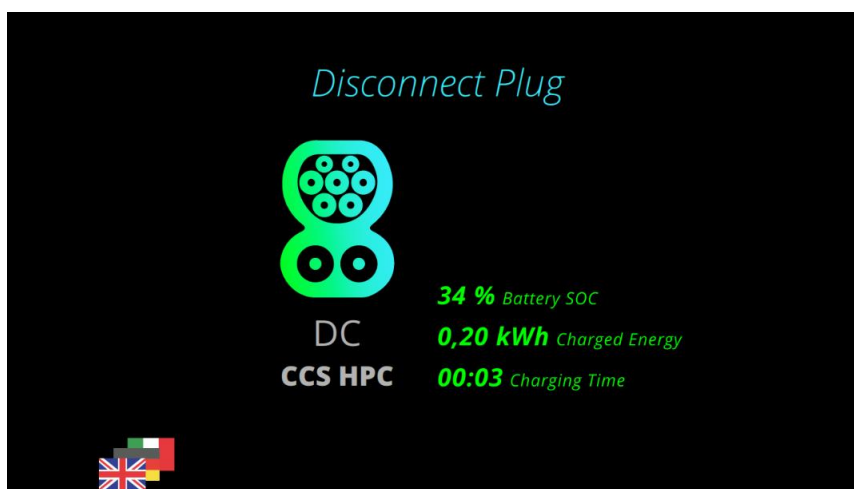 Disconnect Plug
34 % Battery SOC
DC
0,20 kWh Charged Energy
CCS HPC
00:03 Charging Time